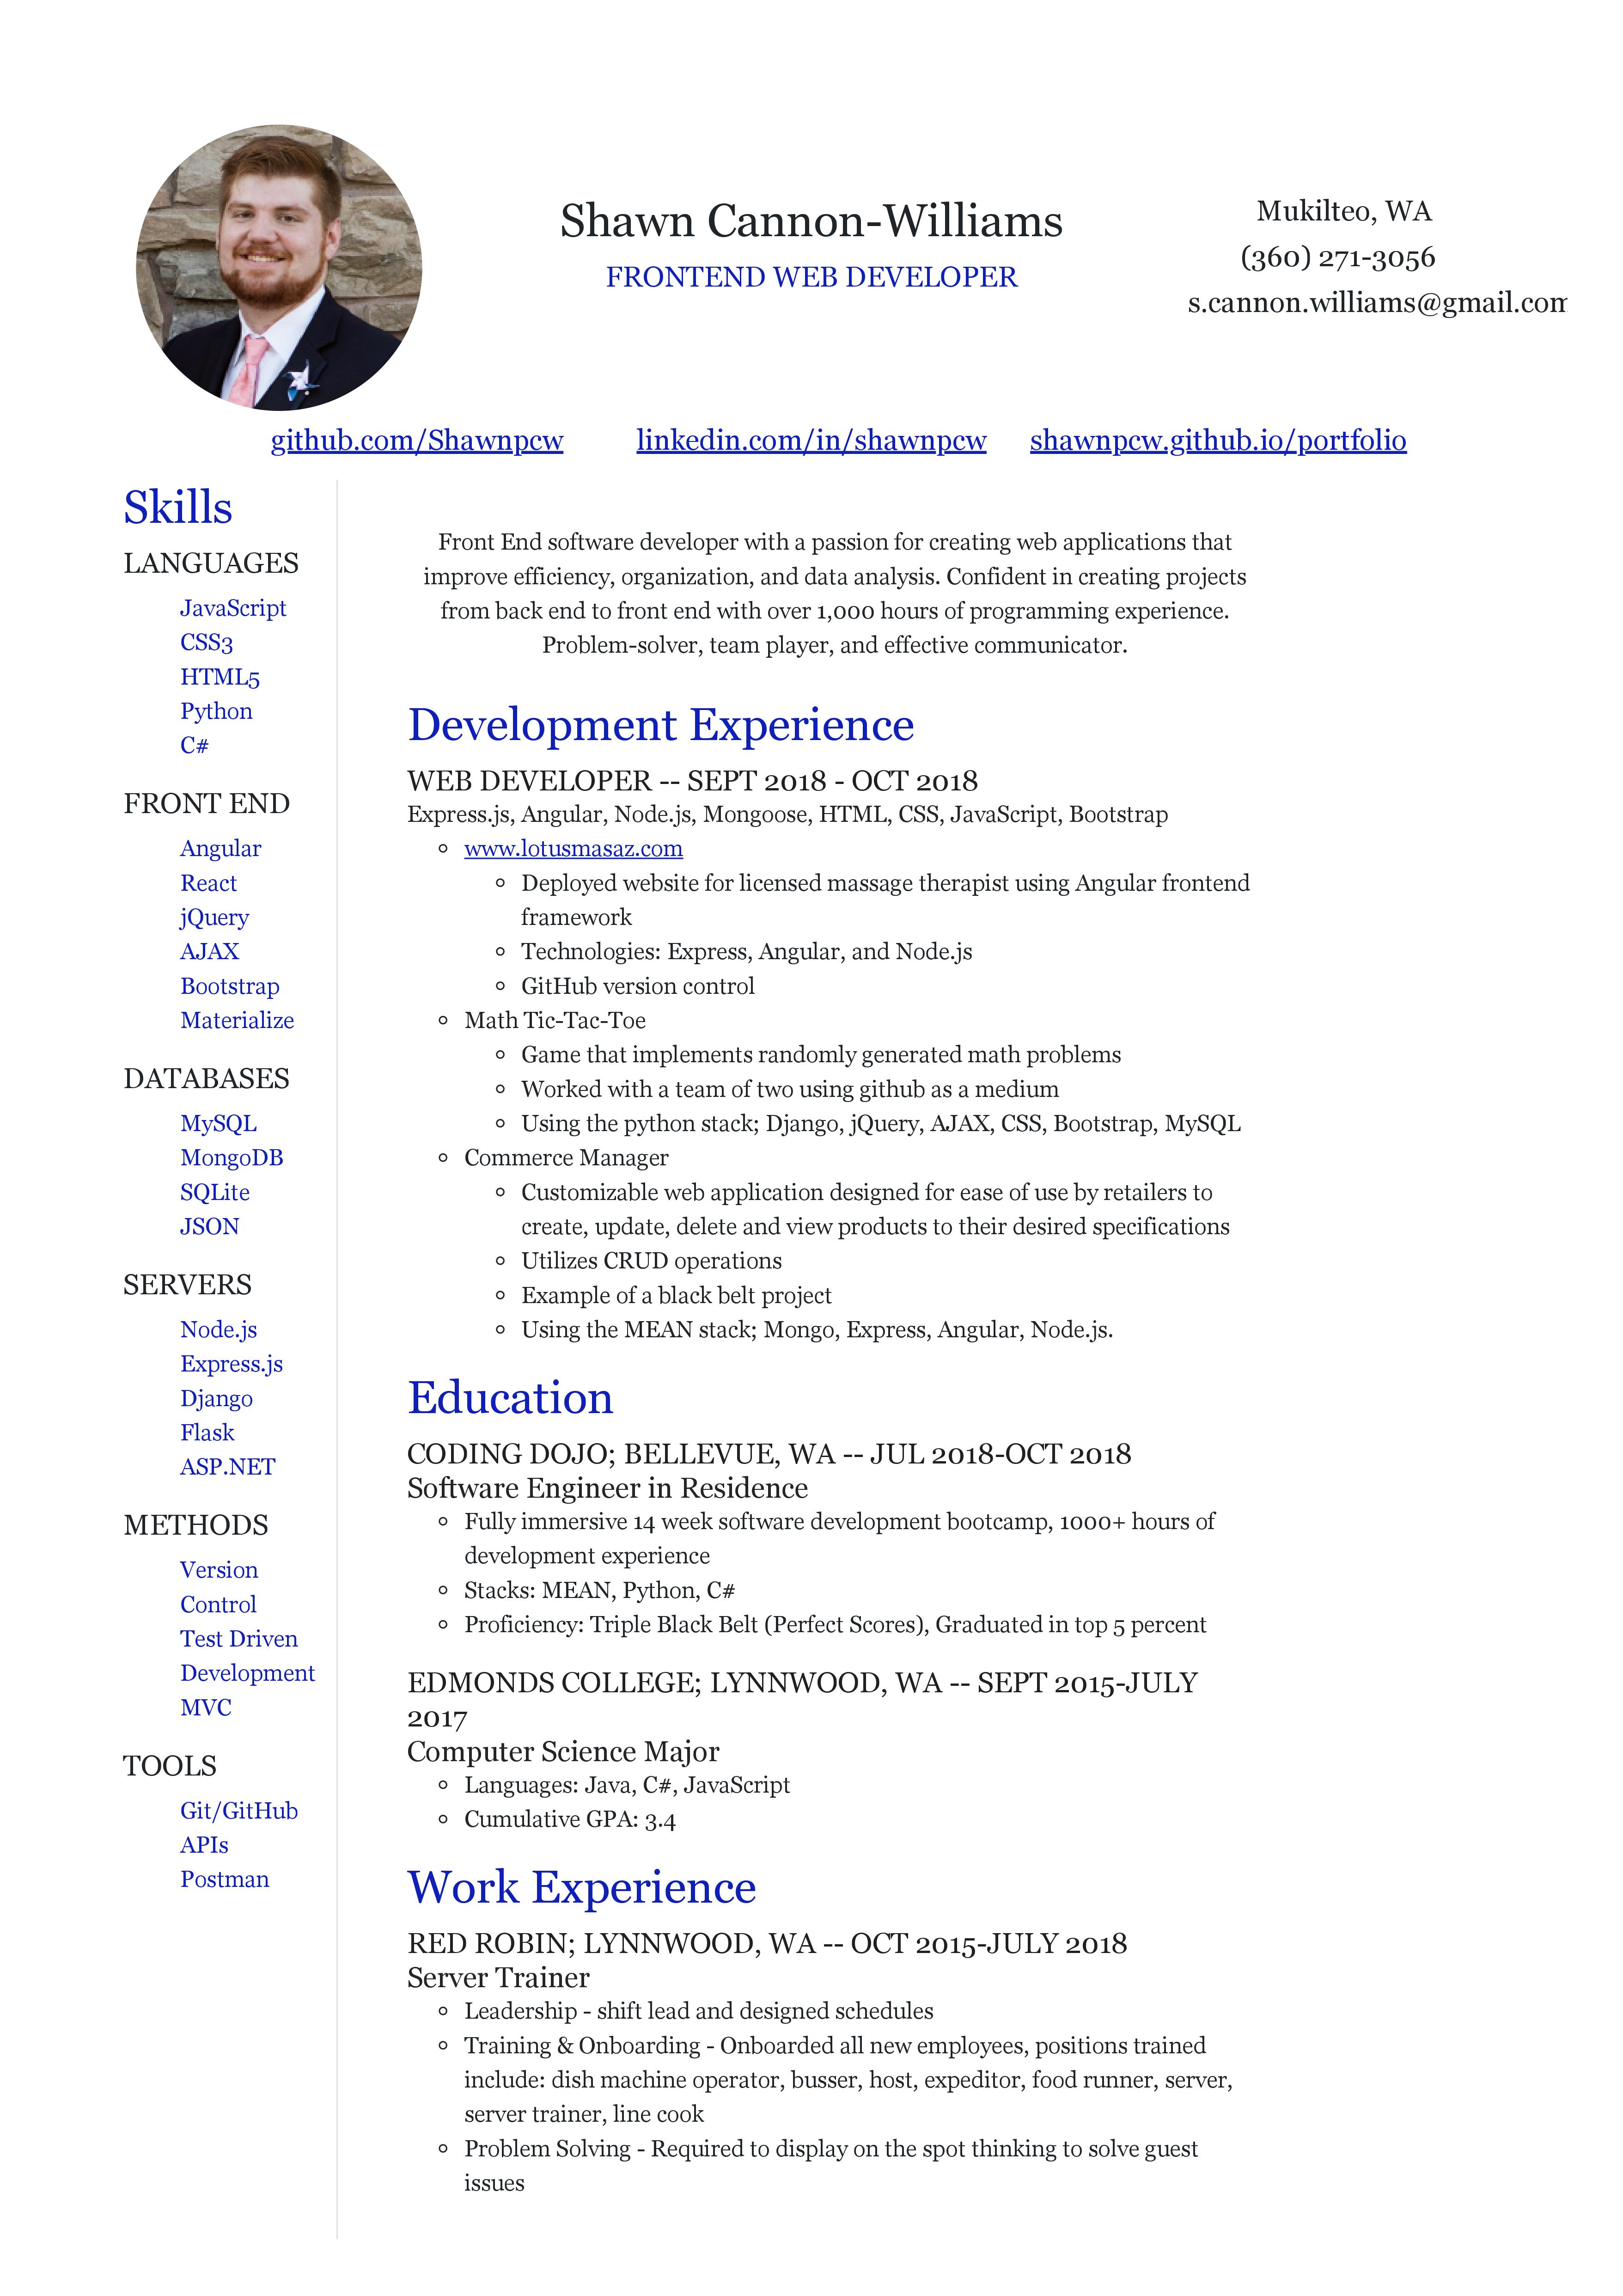 Shawn Cannon-Williams
FRONTEND WEB DEVELOPER
Mukilteo, WA
(360) 271-3056
s.cannon.williams@gmail.com
github.com/Shawnpcw
linkedin.com/in/shawnpcw
shawnpcw.github.io/portfolio
Skills
LANGUAGES
JavaScript
CSS3
HTML5
Python
C#
FRONT END
Angular
React
jQuery
AJAX
Bootstrap
Materialize
DATABASES
MySQL
MongoDB
SQLite
JSON
SERVERS
Node.js
Express.js
Django
Flask
ASP.NET
METHODS
Version
Control
Test Driven
Development
MVC
TOOLS
Git/GitHub
APIs
Postman
Front End software developer with a passion for creating web applications that
improve efficiency, organization, and data analysis. Confident in creating projects
from back end to front end with over 1,000 hours of programming experience.
Problem-solver, team player, and effective communicator.
Development Experience
WEB DEVELOPER -- SEPT 2018 - OCT 2018
Express.js, Angular, Node.js, Mongoose, HTML, CSS, JavaScript, Bootstrap
www.lotusmasaz.com
Deployed website for licensed massage therapist using Angular frontend
framework
Technologies: Express, Angular, and Node.js
GitHub version control
Math Tic-Tac-Toe
Game that implements randomly generated math problems
Worked with a team of two using github as a medium
Using the python stack; Django, jQuery, AJAX, CSS, Bootstrap, MySQL
Commerce Manager
Customizable web application designed for ease of use by retailers to
create, update, delete and view products to their desired specifications
Utilizes CRUD operations
Example of a black belt project
Using the MEAN stack; Mongo, Express, Angular, Node.js.
Education
CODING DOJO; BELLEVUE, WA -- JUL 2018-OCT 2018
Software Engineer in Residence
Fully immersive 14 week software development bootcamp, 1000+ hours of
development experience
Stacks: MEAN, Python, C#
Proficiency: Triple Black Belt (Perfect Scores), Graduated in top 5 percent
EDMONDS COLLEGE; LYNNWOOD, WA -- SEPT 2015-JULY
2017
Computer Science Major
Languages: Java, C#, JavaScript
Cumulative GPA: 3.4
Work Experience
RED ROBIN; LYNNWOOD, WA -- OCT 2015-JULY 2018
Server Trainer
Leadership - shift lead and designed schedules
Training & Onboarding - Onboarded all new employees, positions trained
include: dish machine operator, busser, host, expeditor, food runner, server,
server trainer, line cook
Problem Solving - Required to display on the spot thinking to solve guest
issues